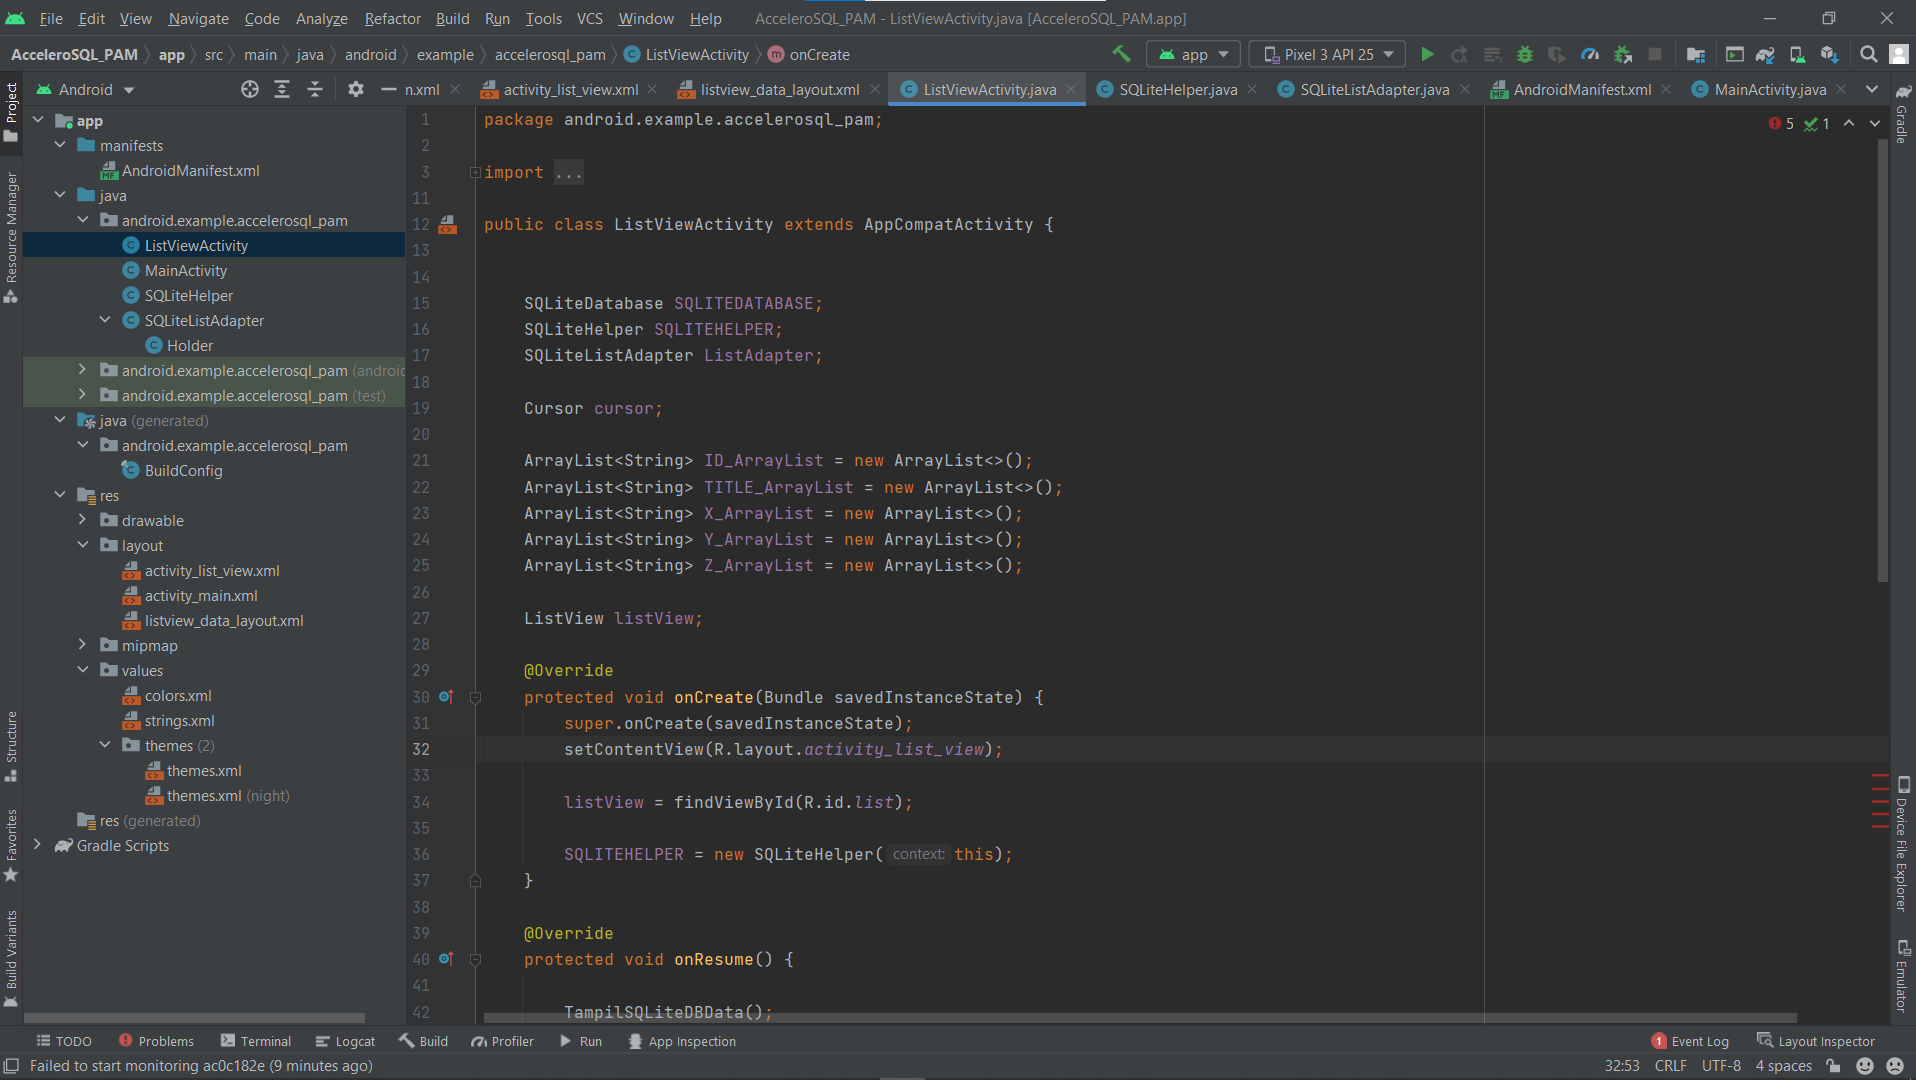 File Edit View Navigate Code Analyze Refactor Build Run Tools VCS Window Help AcceleroSQL_PAM - ListViewActivity.java [AcceleroSQL_PAM.app]
AcceleroSQL_PAM app src main java android example accelerosql_pam ListViewActivity onCreate app Pixel 3 API 25
Android n.xml activity_list_view.xml listview_data_layout.xml ListViewActivity.java SQLiteHelper.java SQLiteListAdapter.java AndroidManifest.xml MainActivity.java
Project
Resource Manager
Structure
Favorites
Build Variants
app
manifests
AndroidManifest.xml
java
android.example.accelerosql_pam
ListViewActivity
MainActivity
SQLiteHelper
SQLiteListAdapter
Holder
android.example.accelerosql_pam (androic
android.example.accelerosql_pam (test)
java (generated)
android.example.accelerosql_pam
BuildConfig
res
drawable
layout
activity_list_view.xml
activity_main.xml
listview_data_layout.xml
mipmap
values
colors.xml
strings.xml
themes (2)
themes.xml
themes.xml (night)
res (generated)
Gradle Scripts
1 package android.example.accelerosql_pam;
2
3 import ...
11
12 public class ListViewActivity extends AppCompatActivity {
13
14
15 SQLiteDatabase SQLITEDATABASE;
16 SQLiteHelper SQLITEHELPER;
17 SQLiteListAdapter ListAdapter;
18
19 Cursor cursor;
20
21 ArrayList<String> ID_ArrayList = new ArrayList<>();
22 ArrayList<String> TITLE_ArrayList = new ArrayList<>();
23 ArrayList<String> X_ArrayList = new ArrayList<>();
24 ArrayList<String> Y_ArrayList = new ArrayList<>();
25 ArrayList<String> Z_ArrayList = new ArrayList<>();
26
27 ListView listView;
28
29 @Override
30 protected void onCreate(Bundle savedInstanceState) {
31 super.onCreate(savedInstanceState);
32 setContentView(R.layout.activity_list_view);
33
34 listView = findViewById(R.id.list);
35
36 SQLITEHELPER = new SQLiteHelper( context: this);
37 }
38
39 @Override
40 protected void onResume() {
41
42 TampilSQLiteDBData();
5 1
Gradle
Device File Explorer
Emulator
TODO Problems Terminal Logcat Build Profiler Run App Inspection 1 Event Log Layout Inspector
Failed to start monitoring ac0c182e (9 minutes ago) 32:53 CRLF UTF-8 4 spaces